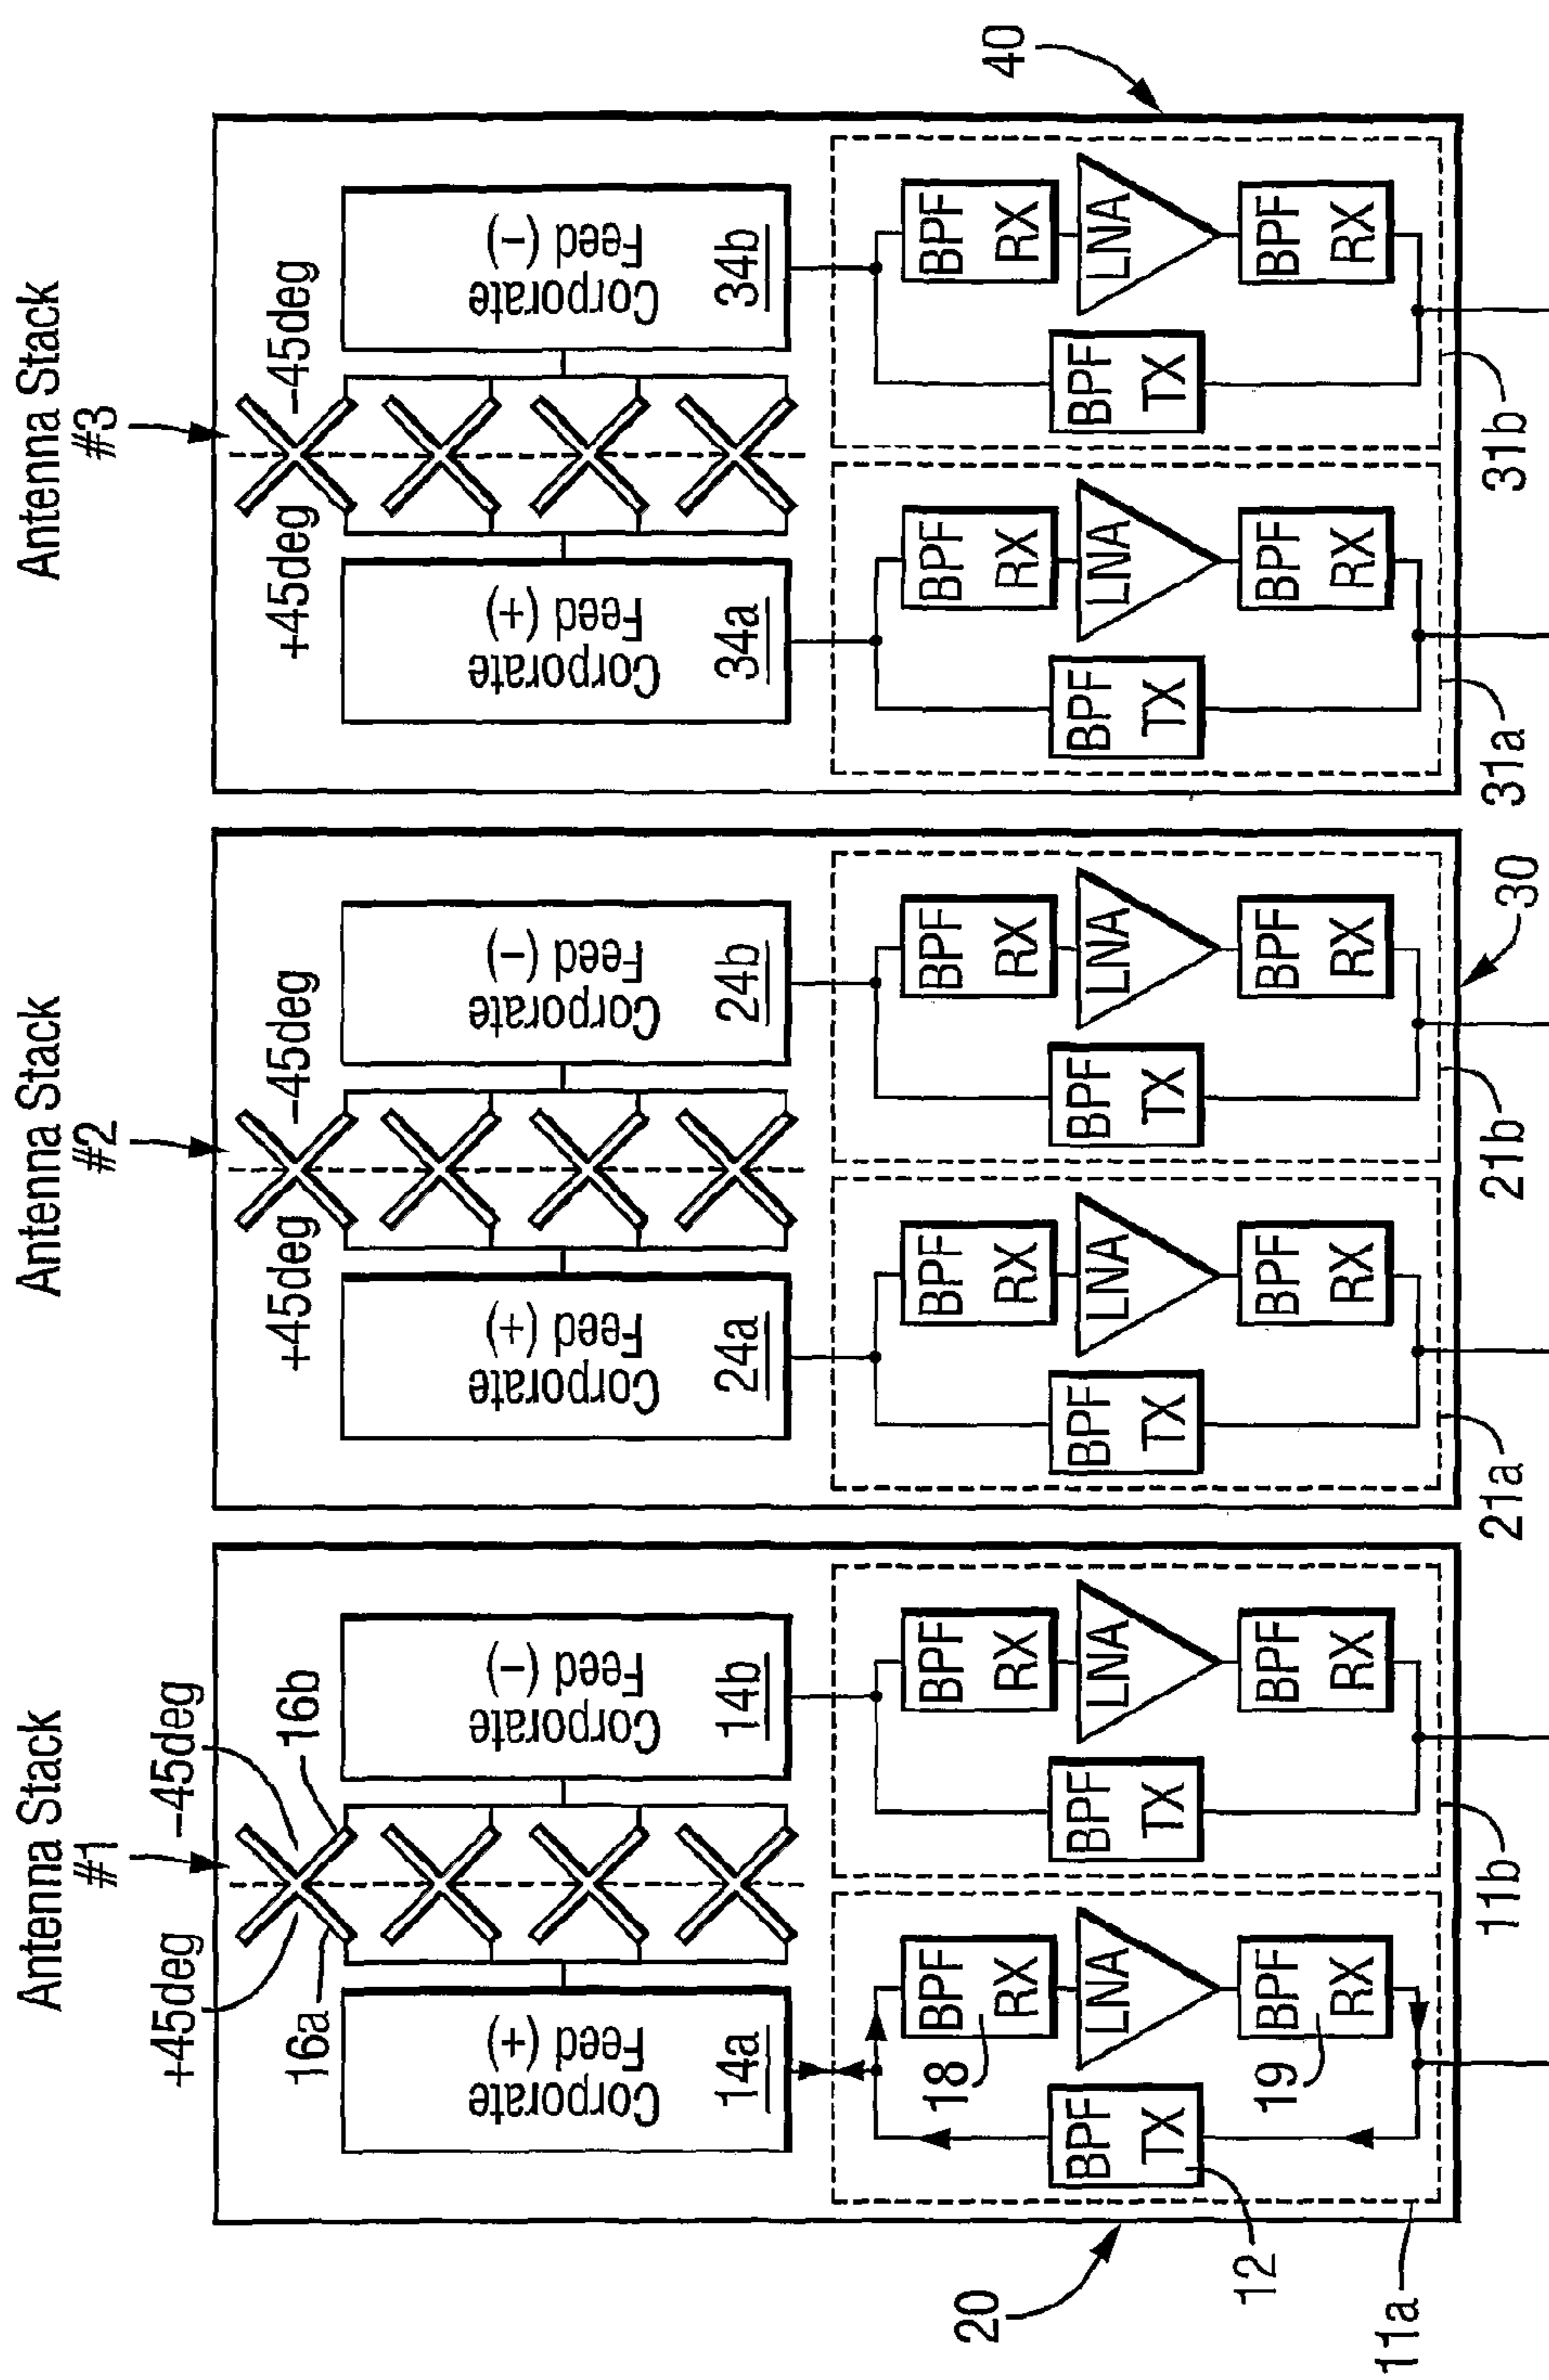 Antenna Stack
#1
+45deg
-45deg
16a
16b
Corporate
Feed (+)
14a
Corporate
Feed (-)
14b
BPF
TX
12
BPF
RX
18
LNA
BPF
RX
19
BPF
TX
BPF
RX
LNA
BPF
RX
20
11a
11b
Antenna Stack
#2
+45deg
-45deg
Corporate
Feed (+)
24a
Corporate
Feed (-)
24b
BPF
TX
BPF
RX
LNA
BPF
RX
BPF
TX
BPF
RX
LNA
BPF
RX
21a
21b
30
Antenna Stack
#3
+45deg
-45deg
Corporate
Feed (+)
34a
Corporate
Feed (-)
34b
BPF
TX
BPF
RX
LNA
BPF
RX
BPF
TX
BPF
RX
LNA
BPF
RX
31a
31b
40